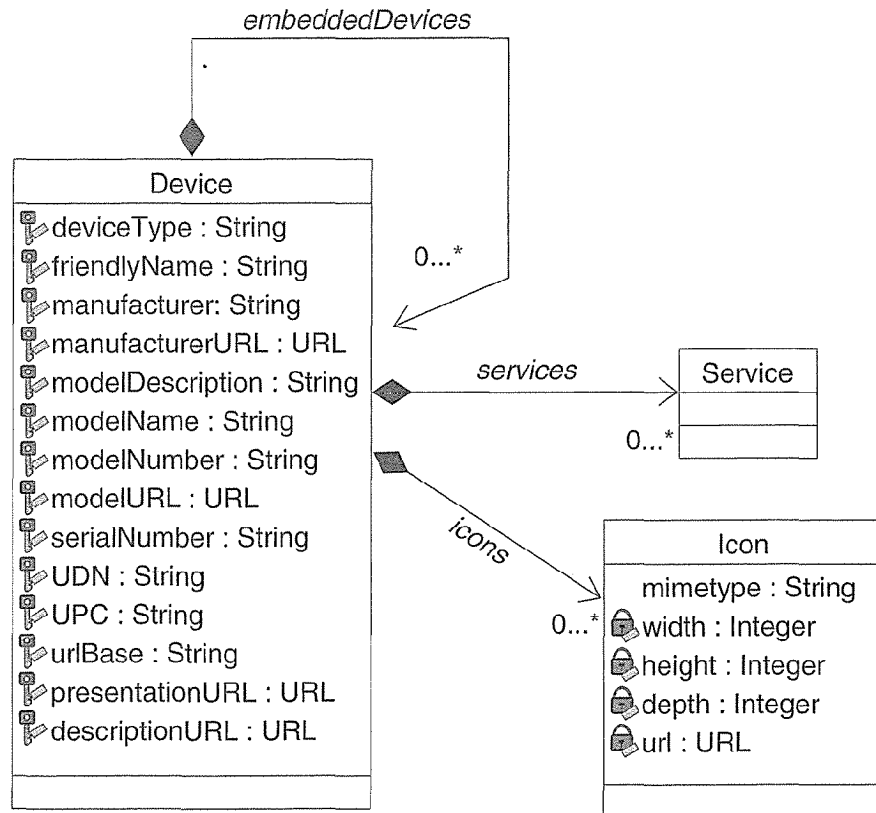 embeddedDevices
Device
deviceType : String
friendlyName : String
manufacturer: String
manufacturerURL : URL
modelDescription : String
modelName : String
modelNumber : String
modelURL : URL
serialNumber : String
UDN : String
UPC : String
urlBase : String
presentationURL : URL
descriptionURL : URL
0...*
services
0...*
Service
icons
0...*
Icon
mimetype : String
width : Integer
height : Integer
depth : Integer
url : URL